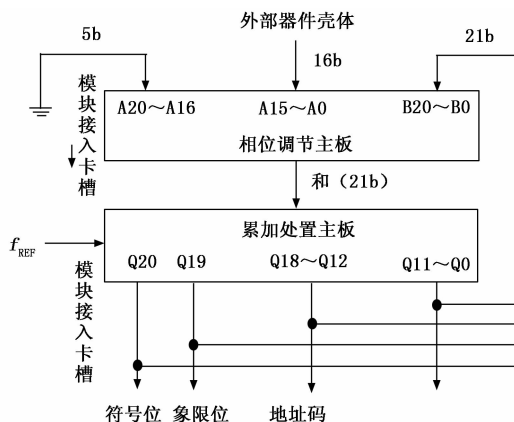 外部器件壳体
5b
16b
21b
模块接入卡槽
A20～A16
A15～A0
B20～B0
相位调节主板
和（21b）
累加处置主板
fREF
Q20
Q19
Q18～Q12
Q11～Q0
模块接入卡槽
符号位
象限位
地址码